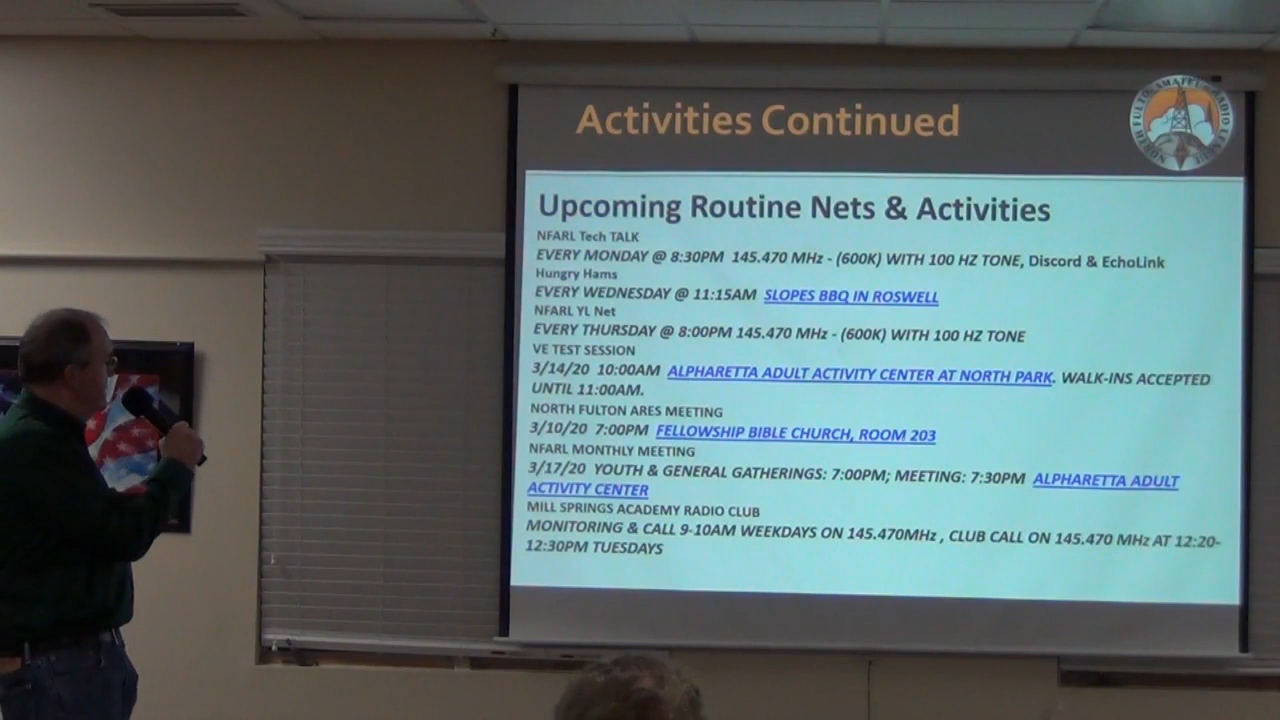 Activities Continued
NORTH FULTON AMATEUR RADIO LEAGUE
Upcoming Routine Nets & Activities
NFARL Tech TALK
EVERY MONDAY @ 8:30PM 145.470 MHz - (600K) WITH 100 HZ TONE, Discord & EchoLink
Hungry Hams
EVERY WEDNESDAY @ 11:15AM SLOPES BBQ IN ROSWELL
NFARL YL Net
EVERY THURSDAY @ 8:00PM 145.470 MHz - (600K) WITH 100 HZ TONE
VE TEST SESSION
3/14/20 10:00AM ALPHARETTA ADULT ACTIVITY CENTER AT NORTH PARK. WALK-INS ACCEPTED
UNTIL 11:00AM.
NORTH FULTON ARES MEETING
3/10/20 7:00PM FELLOWSHIP BIBLE CHURCH, ROOM 203
NFARL MONTHLY MEETING
3/17/20 YOUTH & GENERAL GATHERINGS: 7:00PM; MEETING: 7:30PM ALPHARETTA ADULT
ACTIVITY CENTER
MILL SPRINGS ACADEMY RADIO CLUB
MONITORING & CALL 9-10AM WEEKDAYS ON 145.470MHz , CLUB CALL ON 145.470 MHz AT 12:20-
12:30PM TUESDAYS